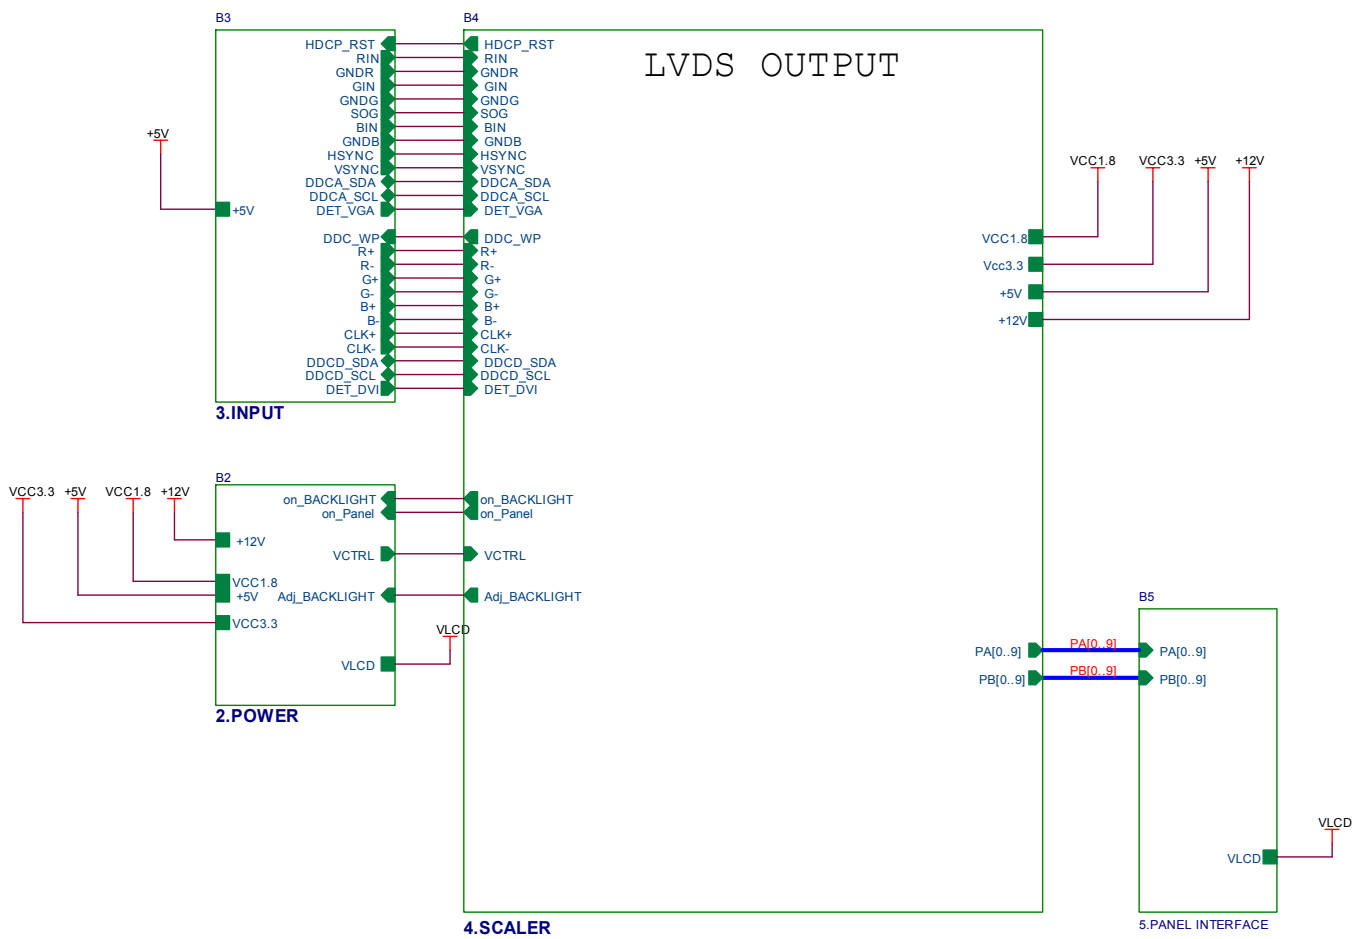 B3
B4
LVDS OUTPUT
HDCP_RST HDCP_RST
RIN RIN
GNDR GNDR
GIN GIN
GNDG GNDG
SOG SOG
BIN BIN
GNDB GNDB
HSYNC HSYNC
VSYNC VSYNC
DDCA_SDA DDCA_SDA
DDCA_SCL DDCA_SCL
DET_VGA DET_VGA
+5V
+5V
DDC_WP DDC_WP
R+ R+
R- R-
G+ G+
G- G-
B+ B+
B- B-
CLK+ CLK+
CLK- CLK-
DDCD_SDA DDCD_SDA
DDCD_SCL DDCD_SCL
DET_DVI DET_DVI
3.INPUT
VCC1.8 VCC3.3 +5V +12V
VCC1.8
Vcc3.3
+5V
+12V
B2
VCC3.3 +5V VCC1.8 +12V
on_BACKLIGHT on_BACKLIGHT
on_Panel on_Panel
+12V
VCTRL VCTRL
VCC1.8
+5V
Adj_BACKLIGHT Adj_BACKLIGHT
VCC3.3
VLCD
VLCD
2.POWER
B5
PA[0..9] PA[0..9] PA[0..9]
PB[0..9] PB[0..9] PB[0..9]
VLCD
VLCD
4.SCALER
5.PANEL INTERFACE